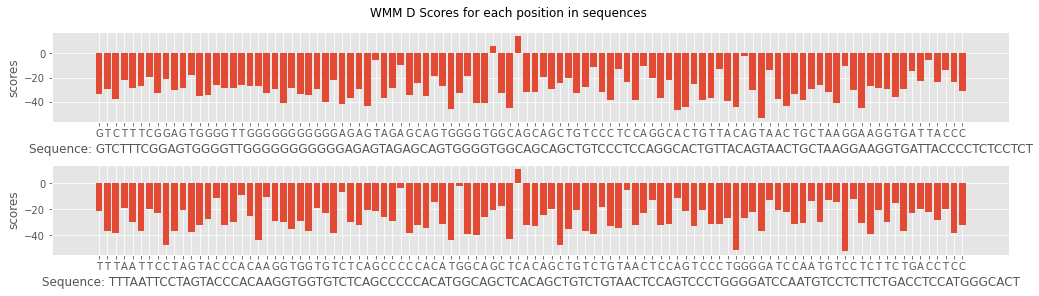 WMM D Scores for each position in sequences
0
−20
−40
scores
G T C T T T C G G A G T G G G G T T G G G G G G G G G G G A G A G T A G A G C A G T G G G G T G G C A G C A G C T G T C C C T C C A G G C A C T G T T A C A G T A A C T G C T A A G G A A G G T G A T T A C C C
Sequence: GTCTTTCGGAGTGGGGTTGGGGGGGGGGGAGAGTAGAGCAGTGGGGTGGCAGCAGCTGTCCCTCCAGGCACTGTTACAGTAACTGCTAAGGAAGGTGATTACCCCTCTCCTCT
0
−20
−40
scores
T T T A A T T C C T A G T A C C C A C A A G G T G G T G T C T C A G C C C C C A C A T G G C A G C T C A C A G C T G T C T G T A A C T C C A G T C C C T G G G G A T C C A A T G T C C T C T T C T G A C C T C C
Sequence: TTTAATTCCTAGTACCCACAAGGTGGTGTCTCAGCCCCCACATGGCAGCTCACAGCTGTCTGTAACTCCAGTCCCTGGGGATCCAATGTCCTCTTCTGACCTCCATGGGCACT